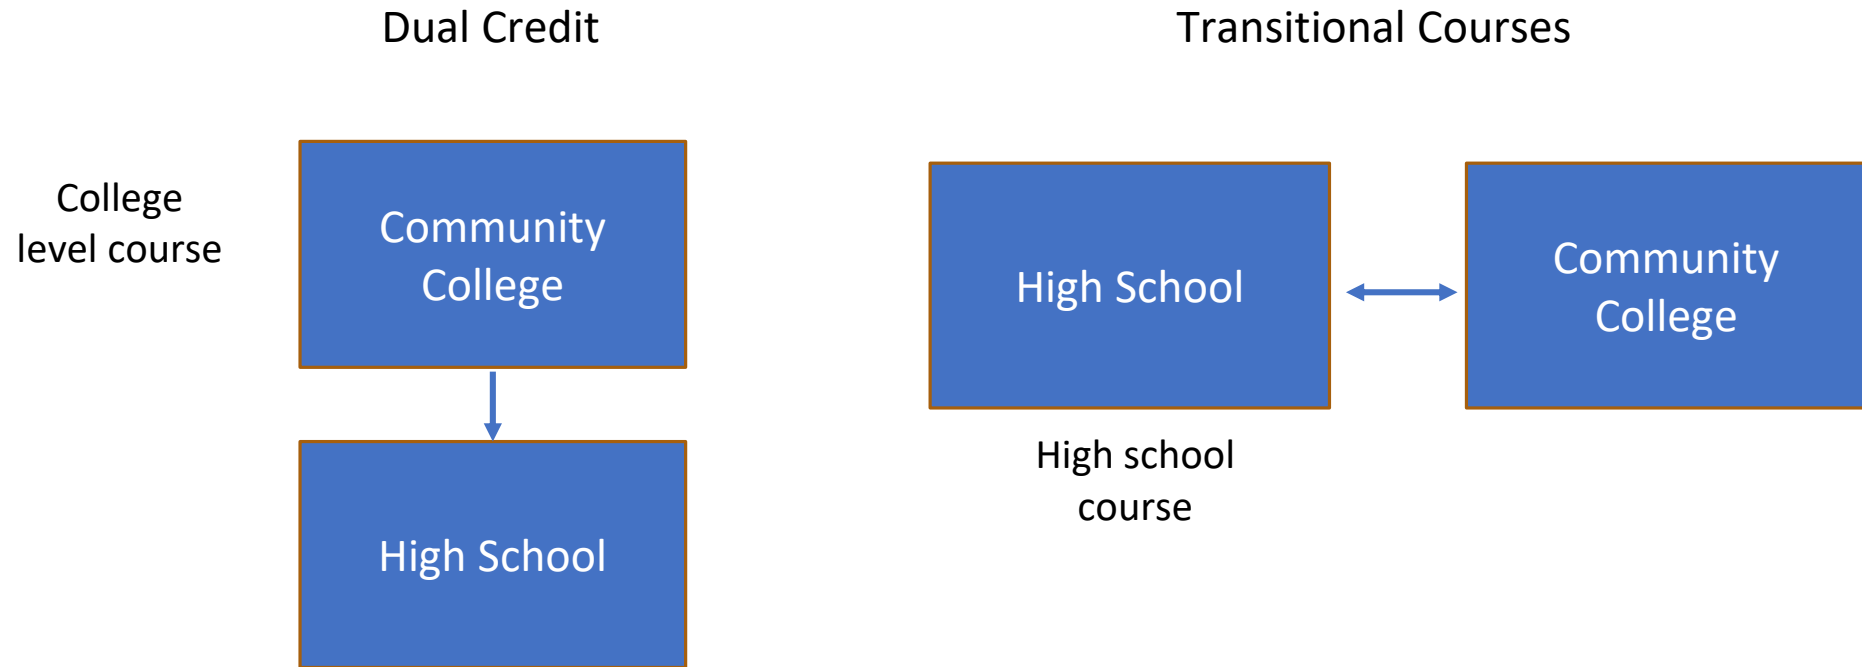 Dual Credit
College
level course
Community
College
High School
Transitional Courses
High School
High school
course
Community
College